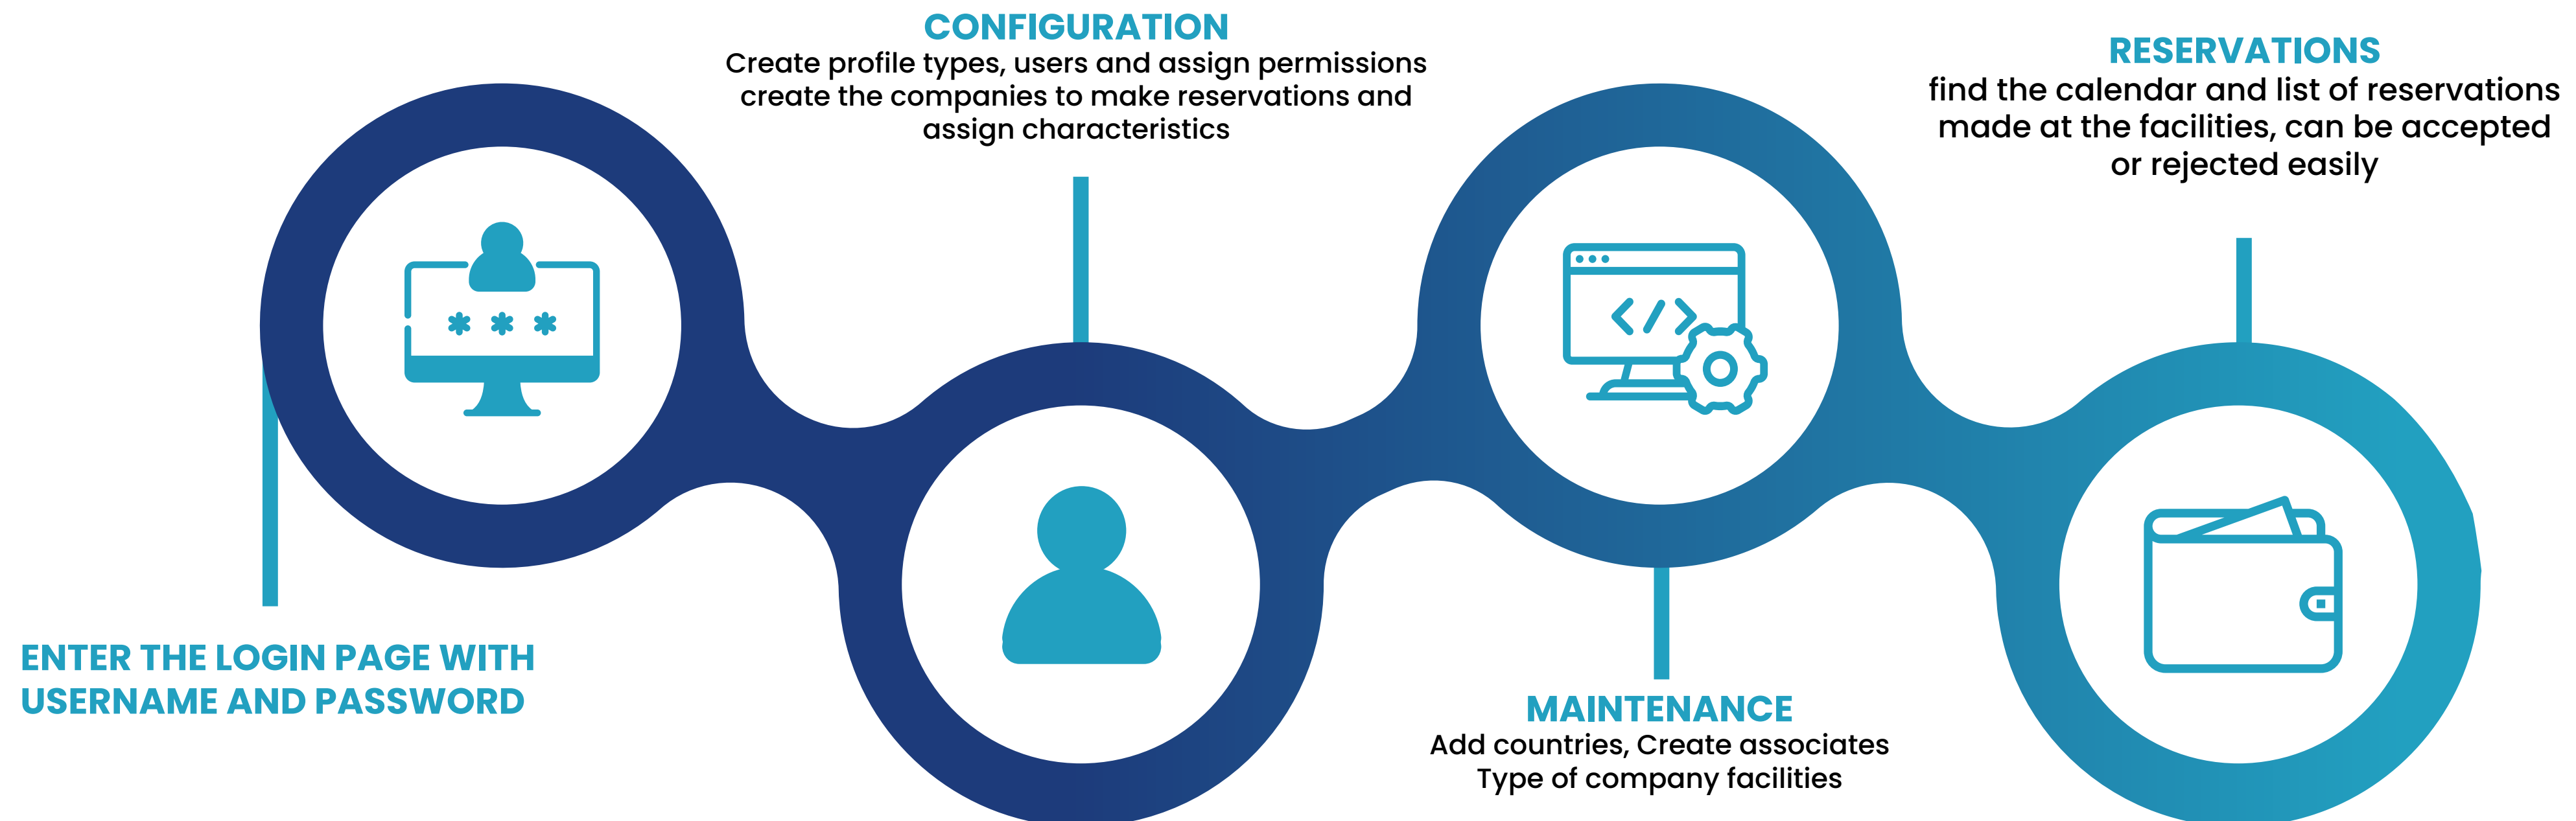 ENTER THE LOGIN PAGE WITH
USERNAME AND PASSWORD
CONFIGURATION
Create profile types, users and assign permissions
create the companies to make reservations and
assign characteristics
MAINTENANCE
Add countries, Create associates
Type of company facilities
RESERVATIONS
find the calendar and list of reservations
made at the facilities, can be accepted
or rejected easily